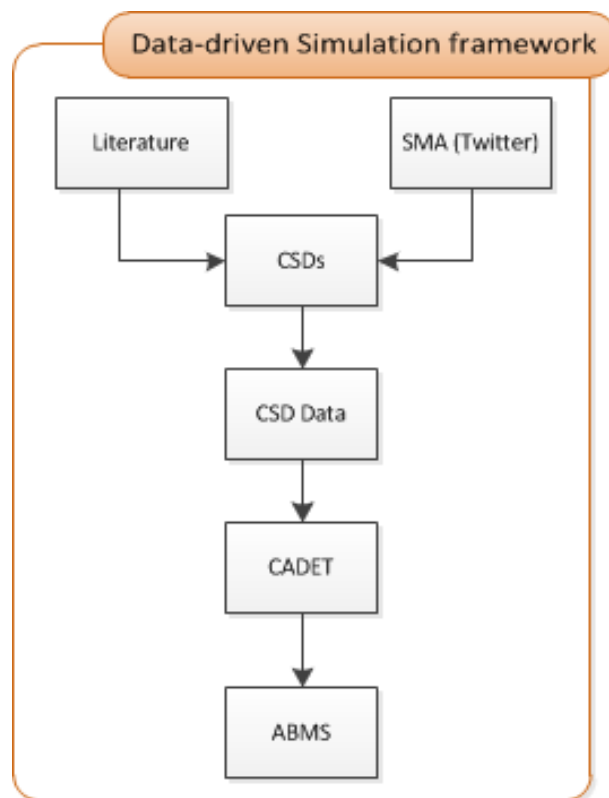 Data-driven Simulation framework
Literature
SMA (Twitter)
CSDs
CSD Data
CADET
ABMS